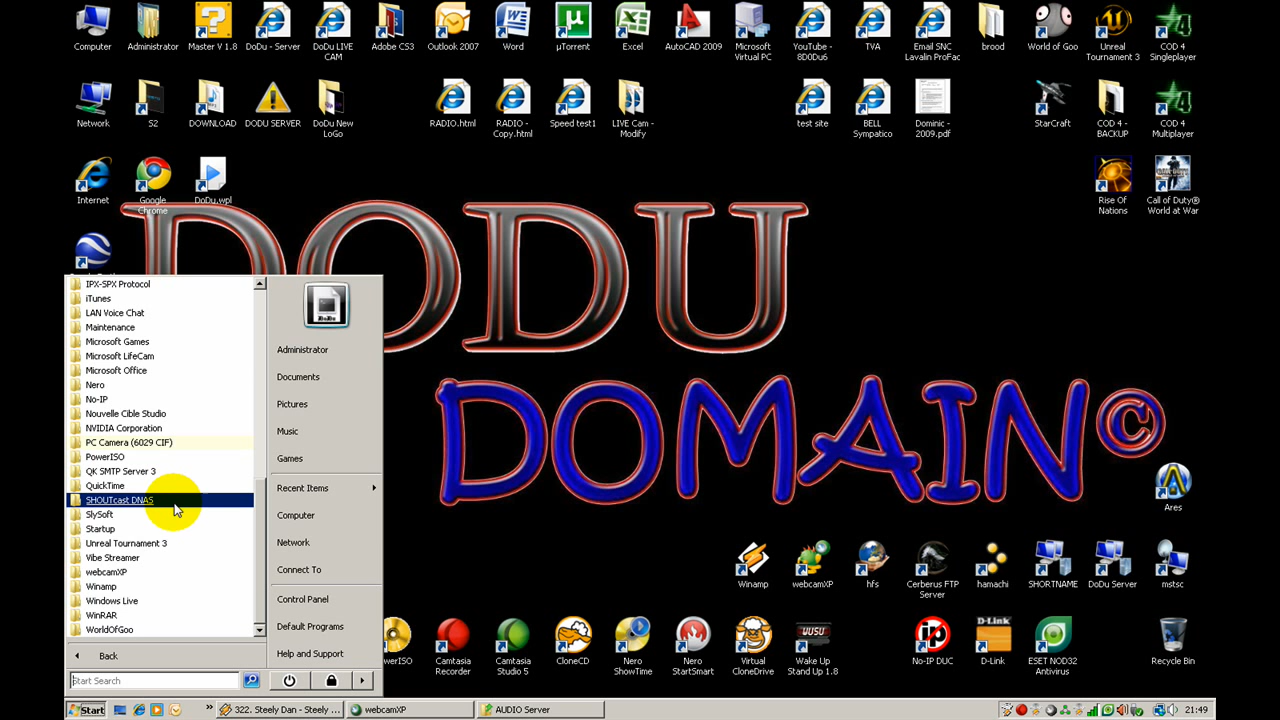 Computer
Administrator
Master V 1.8
DoDu - Server
DoDu LIVE CAM
Adobe CS3
Outlook 2007
Word
µTorrent
Excel
AutoCAD 2009
Microsoft Virtual PC
YouTube - 8D0Du6
TVA
Email SNC Lavalin ProFac
brood
World of Goo
Unreal Tournament 3
COD 4 Singleplayer
Network
S2
DOWNLOAD
DODU SERVER
DoDu New LoGo
RADIO.html
RADIO - Copy.html
Speed test1
LIVE Cam - Modify
test site
BELL Sympatico
Dominic - 2009.pdf
StarCraft
COD 4 - BACKUP
COD 4 Multiplayer
Internet
Google Chrome
DoDu.wpl
Rise Of Nations
Call of Duty® World at War
DODU
DOMAIN©
IPX-SPX Protocol
iTunes
LAN Voice Chat
Maintenance
Microsoft Games
Microsoft LifeCam
Microsoft Office
Nero
No-IP
Nouvelle Cible Studio
NVIDIA Corporation
PC Camera (6029 CIF)
PowerISO
QK SMTP Server 3
QuickTime
SHOUTcast DNAS
SlySoft
Startup
Unreal Tournament 3
Vibe Streamer
webcamXP
Winamp
Windows Live
WinRAR
WorldOfGoo
Back
Start Search
Administrator
Documents
Pictures
Music
Games
Recent Items
Computer
Network
Connect To
Control Panel
Default Programs
Help and Support
Ares
Winamp
webcamXP
hfs
Cerberus FTP Server
hamachi
SHORTNAME
DoDu Server
mstsc
Camtasia Recorder
Camtasia Studio 5
CloneCD
Nero ShowTime
Nero StartSmart
Virtual CloneDrive
WUSU
Wake Up Stand Up 1.8
No-IP DUC
D-Link
ESET NOD32 Antivirus
Recycle Bin
Start
322. Steely Dan - Steely ...
webcamXP
AUDIO Server
21:49